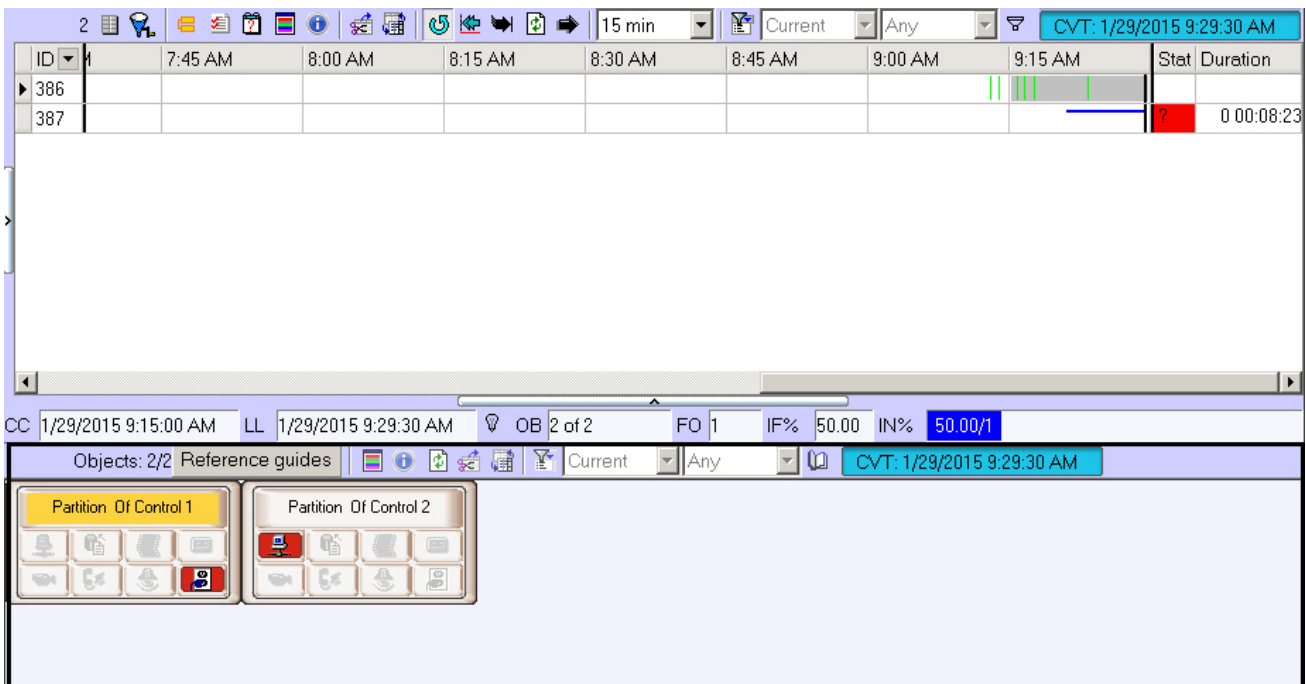 2 15 min Current Any CVT: 1/29/2015 9:29:30 AM
ID 7:45 AM 8:00 AM 8:15 AM 8:30 AM 8:45 AM 9:00 AM 9:15 AM Stat Duration
386
387 ? 0 00:08:23
CC 1/29/2015 9:15:00 AM LL 1/29/2015 9:29:30 AM OB 2 of 2 FO 1 IF% 50.00 IN% 50.00/1
Objects: 2/2 Reference guides Current Any CVT: 1/29/2015 9:29:30 AM
Partition Of Control 1 Partition Of Control 2